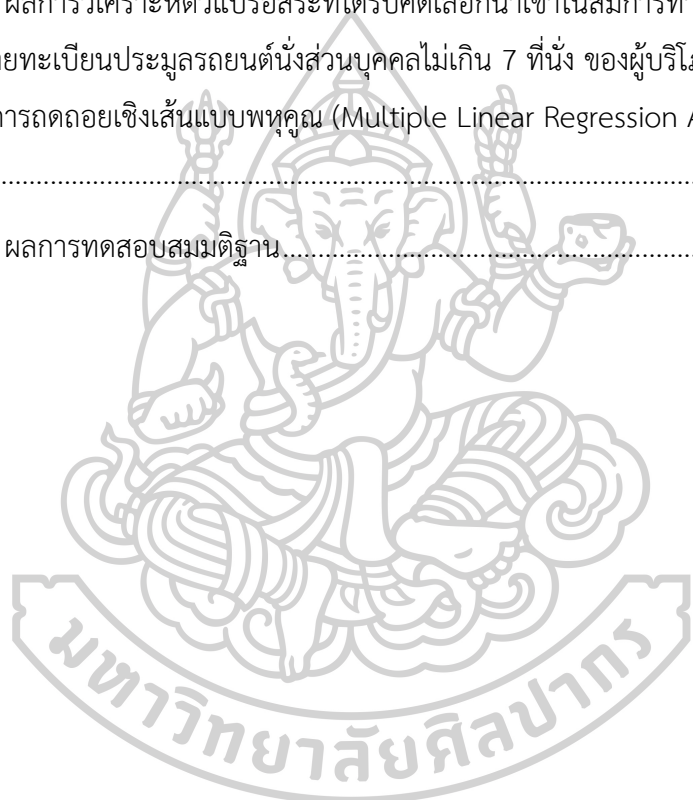 ผลการวิเคราะห์ตัวแปรอิสระที่ได้รับคัดเลือกนำเข้าในสมการทำ
ยทะเบียนประมูลรถยนต์นั่งส่วนบุคคลไม่เกิน 7 ที่นั่ง ของผู้บริโภ
การถดถอยเชิงเส้นแบบพหุคูณ (Multiple Linear Regression A
........................................................................................................
ผลการทดสอบสมมติฐาน..............................................................
มหาวิทยาลัยศิลปากร